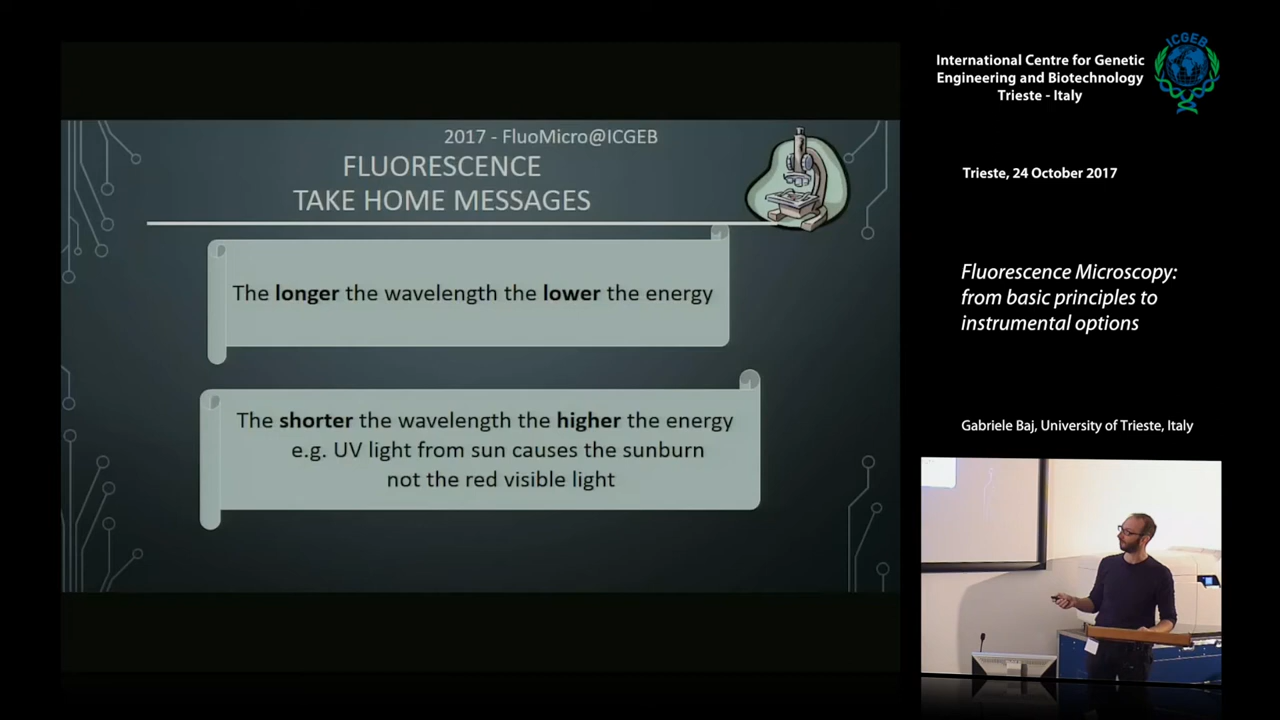 2017 - FluoMicro@ICGEB
FLUORESCENCE
TAKE HOME MESSAGES
The longer the wavelength the lower the energy
The shorter the wavelength the higher the energy
e.g. UV light from sun causes the sunburn
not the red visible light
International Centre for Genetic
Engineering and Biotechnology
Trieste - Italy
ICGEB
Trieste, 24 October 2017
Fluorescence Microscopy:
from basic principles to
instrumental options
Gabriele Baj, University of Trieste, Italy